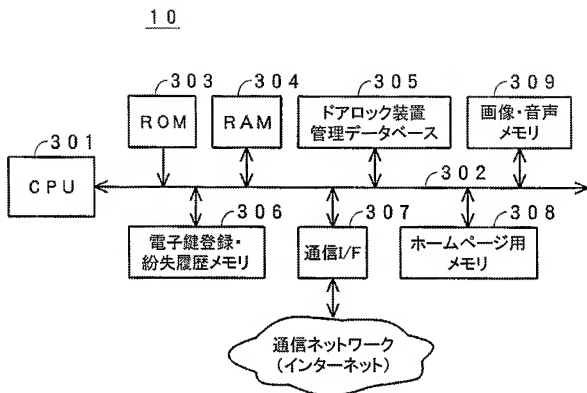 10
303
304
305
309
ROM
RAM
ドアロック装置
管理データベース
画像・音声
メモリ
301
CPU
302
306
307
308
電子鍵登録・
紛失履歴メモリ
通信I/F
ホームページ用
メモリ
通信ネットワーク
(インターネット)